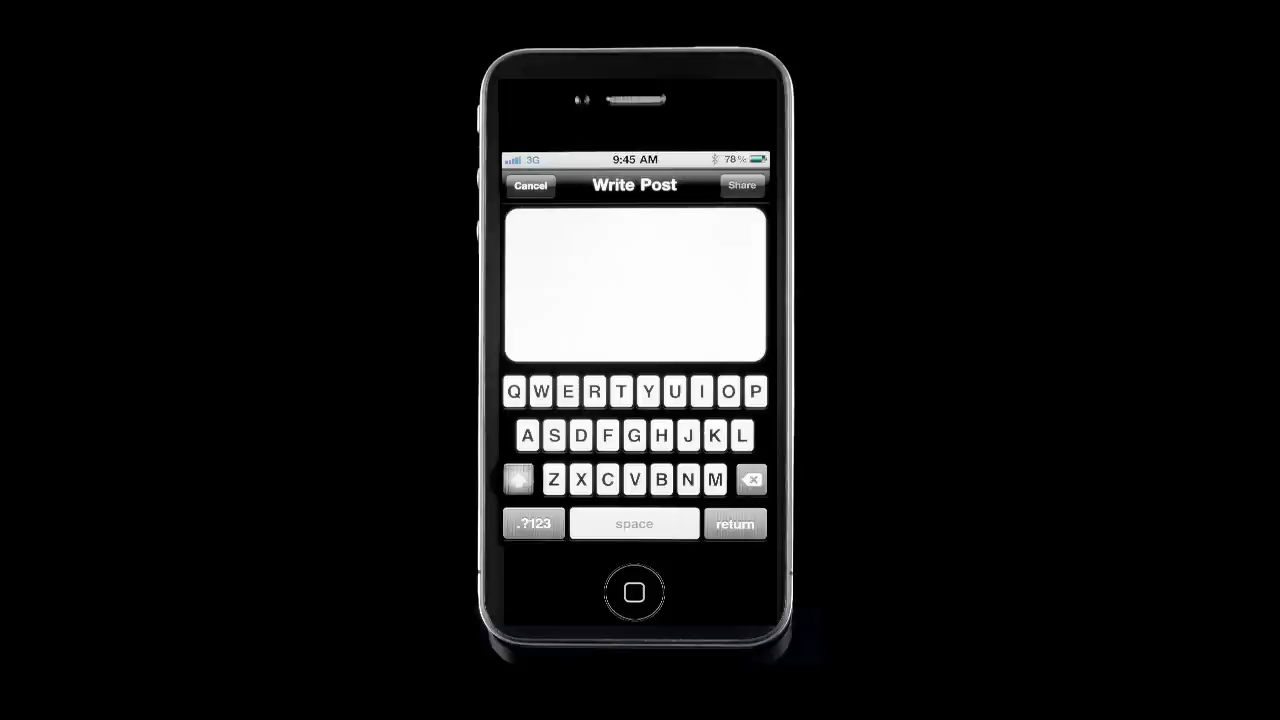 3G 9:45 AM 78%
Cancel Write Post Share
Q W E R T Y U I O P
A S D F G H J K L
Z X C V B N M
.?123 space return